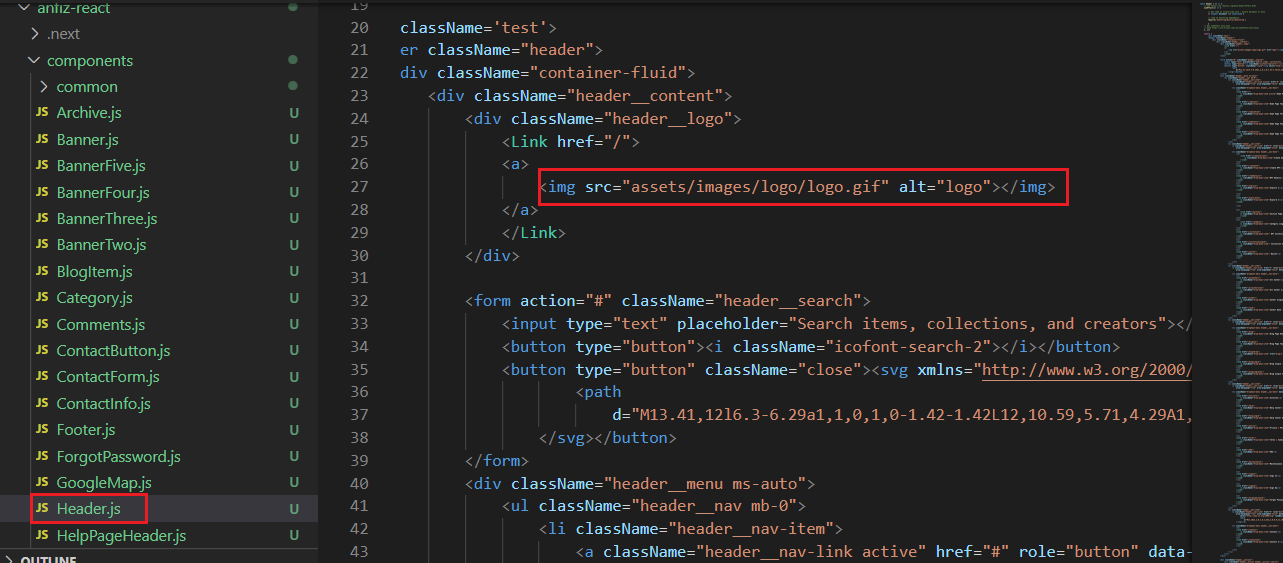 anfiz-react
.next
components
common
JS Archive.js U
JS Banner.js U
JS BannerFive.js U
JS BannerFour.js U
JS BannerThree.js U
JS BannerTwo.js U
JS BlogItem.js U
JS Category.js U
JS Comments.js U
JS ContactButton.js U
JS ContactForm.js U
JS ContactInfo.js U
JS Footer.js U
JS ForgotPassword.js U
JS GoogleMap.js U
JS Header.js U
JS HelpPageHeader.js U
OUTLINE
19
20 className='test'>
21 er className="header">
22 div className="container-fluid">
23 <div className="header__content">
24 <div className="header__logo">
25 <Link href="/">
26 <a>
27 <img src="assets/images/logo/logo.gif" alt="logo"></img>
28 </a>
29 </Link>
30 </div>
31
32 <form action="#" className="header__search">
33 <input type="text" placeholder="Search items, collections, and creators"></
34 <button type="button"><i className="icofont-search-2"></i></button>
35 <button type="button" className="close"><svg xmlns="http://www.w3.org/2000/
36 <path
37 d="M13.41,12l6.3-6.29a1,1,0,1,0-1.42-1.42L12,10.59,5.71,4.29A1,
38 </svg></button>
39 </form>
40 <div className="header__menu ms-auto">
41 <ul className="header__nav mb-0">
42 <li className="header__nav-item">
43 <a className="header__nav-link active" href="#" role="button" data-